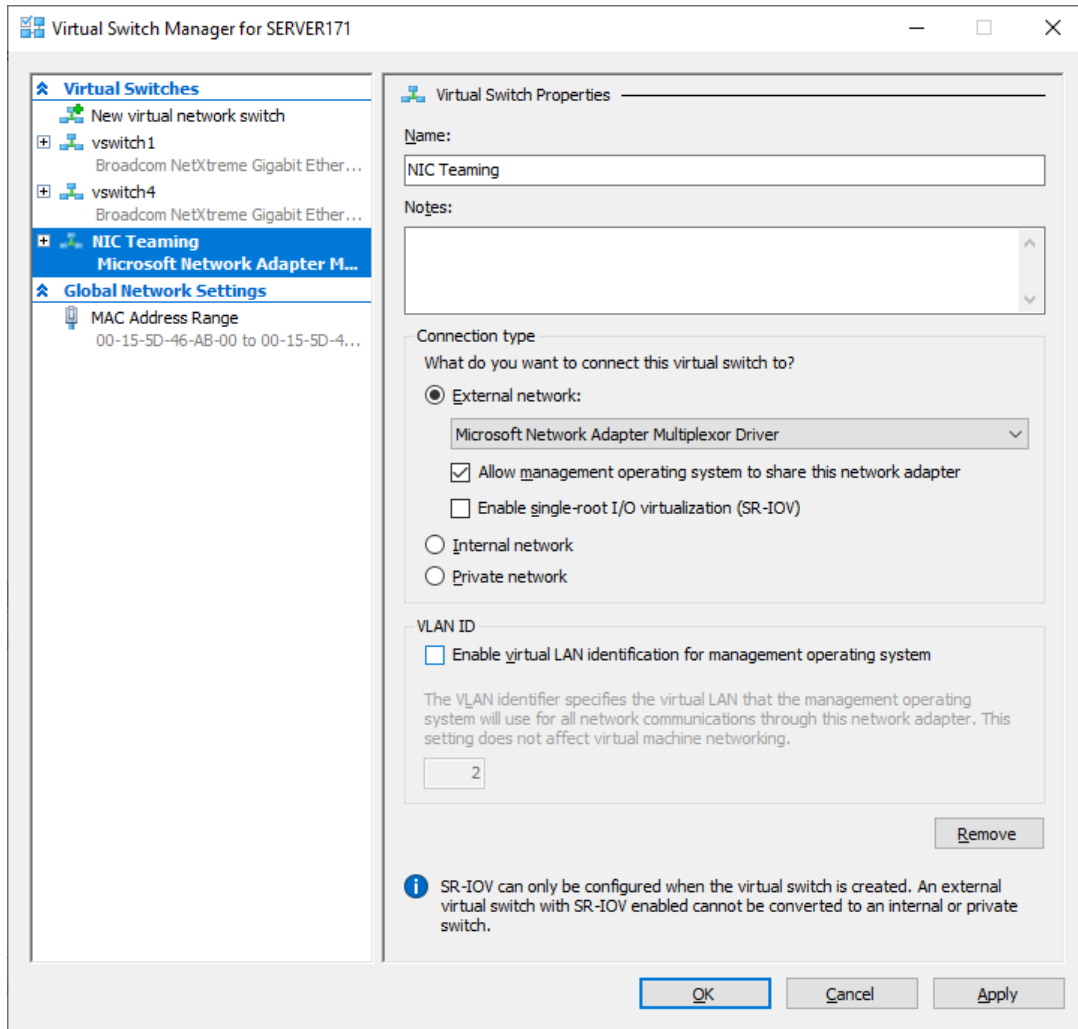 Virtual Switch Manager for SERVER171
Virtual Switches
New virtual network switch
vswitch1
Broadcom NetXtreme Gigabit Ether...
vswitch4
Broadcom NetXtreme Gigabit Ether...
NIC Teaming
Microsoft Network Adapter M...
Global Network Settings
MAC Address Range
00-15-5D-46-AB-00 to 00-15-5D-4...
Virtual Switch Properties
Name:
NIC Teaming
Notes:
Connection type
What do you want to connect this virtual switch to?
External network:
Microsoft Network Adapter Multiplexor Driver
Allow management operating system to share this network adapter
Enable single-root I/O virtualization (SR-IOV)
Internal network
Private network
VLAN ID
Enable virtual LAN identification for management operating system
The VLAN identifier specifies the virtual LAN that the management operating
system will use for all network communications through this network adapter. This
setting does not affect virtual machine networking.
2
Remove
SR-IOV can only be configured when the virtual switch is created. An external
virtual switch with SR-IOV enabled cannot be converted to an internal or private
switch.
OK
Cancel
Apply